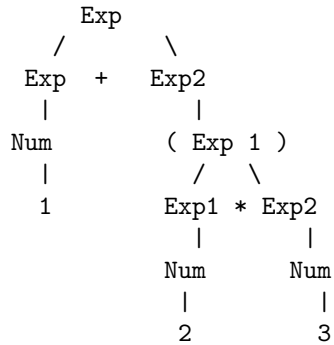 Exp
/ \
Exp + Exp2
| |
Num ( Exp 1 )
| / \
1 Exp1 * Exp2
| |
Num Num
| |
2 3